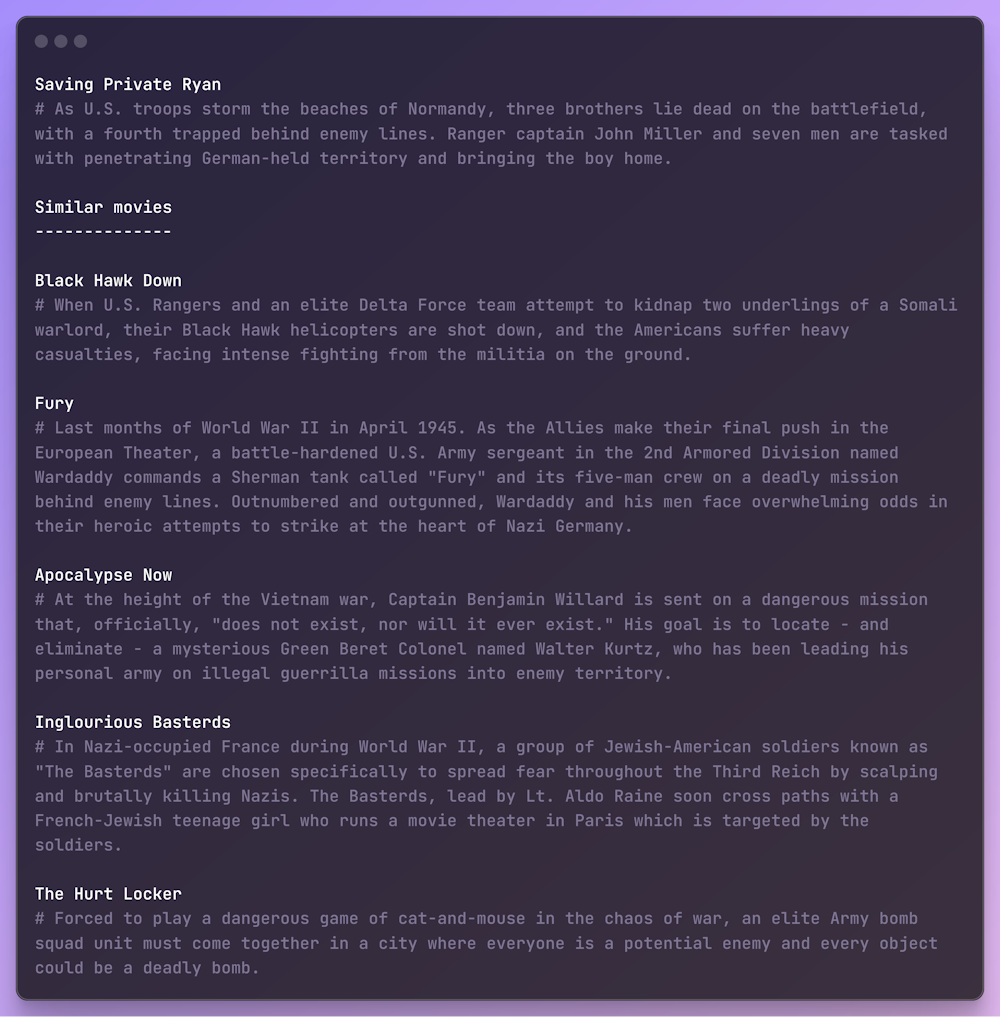 Saving Private Ryan
# As U.S. troops storm the beaches of Normandy, three brothers lie dead on the battlefield,
with a fourth trapped behind enemy lines. Ranger captain John Miller and seven men are tasked
with penetrating German-held territory and bringing the boy home.
Similar movies
--------------
Black Hawk Down
# When U.S. Rangers and an elite Delta Force team attempt to kidnap two underlings of a Somali
warlord, their Black Hawk helicopters are shot down, and the Americans suffer heavy
casualties, facing intense fighting from the militia on the ground.
Fury
# Last months of World War II in April 1945. As the Allies make their final push in the
European Theater, a battle-hardened U.S. Army sergeant in the 2nd Armored Division named
Wardaddy commands a Sherman tank called "Fury" and its five-man crew on a deadly mission
behind enemy lines. Outnumbered and outgunned, Wardaddy and his men face overwhelming odds in
their heroic attempts to strike at the heart of Nazi Germany.
Apocalypse Now
# At the height of the Vietnam war, Captain Benjamin Willard is sent on a dangerous mission
that, officially, "does not exist, nor will it ever exist." His goal is to locate - and
eliminate - a mysterious Green Beret Colonel named Walter Kurtz, who has been leading his
personal army on illegal guerrilla missions into enemy territory.
Inglourious Basterds
# In Nazi-occupied France during World War II, a group of Jewish-American soldiers known as
"The Basterds" are chosen specifically to spread fear throughout the Third Reich by scalping
and brutally killing Nazis. The Basterds, lead by Lt. Aldo Raine soon cross paths with a
French-Jewish teenage girl who runs a movie theater in Paris which is targeted by the
soldiers.
The Hurt Locker
# Forced to play a dangerous game of cat-and-mouse in the chaos of war, an elite Army bomb
squad unit must come together in a city where everyone is a potential enemy and every object
could be a deadly bomb.